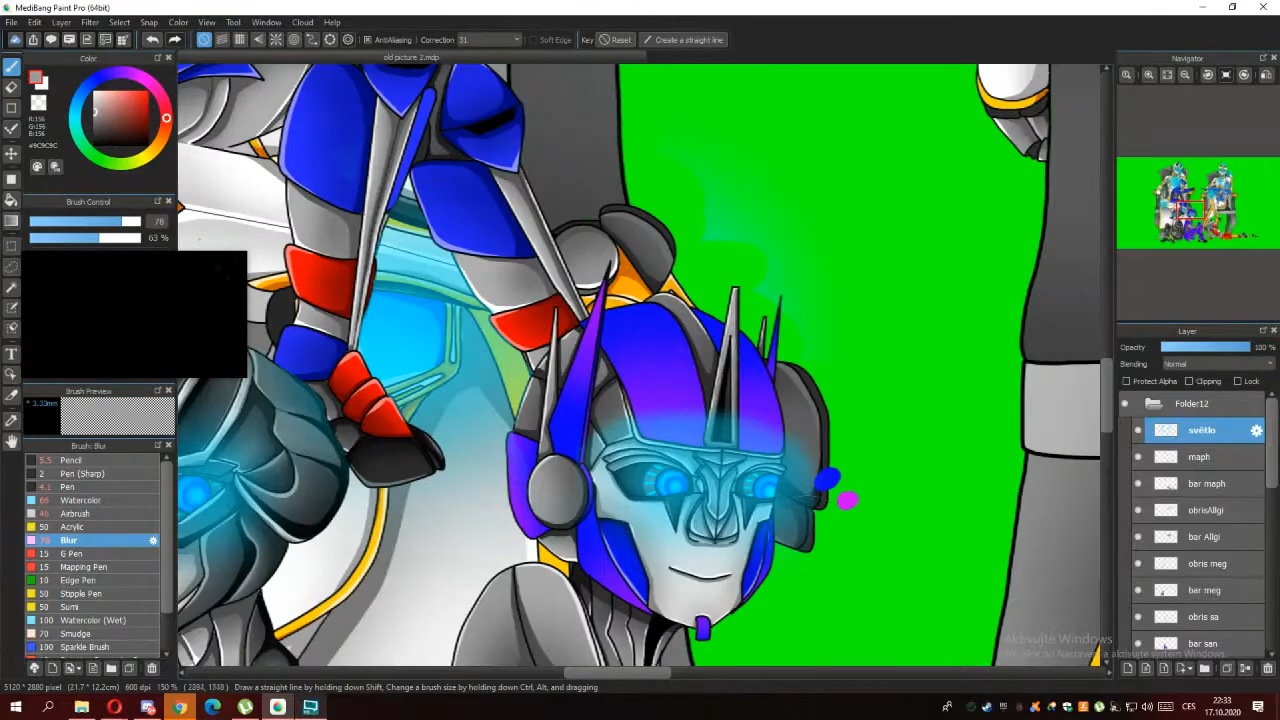 MediBang Paint Pro (64bit)
File Edit Layer Filter Select Snap Color View Tool Window Cloud Help
AntiAliasing Correction 31 Soft Edge Key Reset Create a straight line
old picture 2.mdp
Color
R:156
G:156
B:156
#9C9C9C
Brush Control
78
63 %
Brush Preview
* 3.33mm
Brush: Blur
5.5 Pencil
2 Pen (Sharp)
4.1 Pen
66 Watercolor
46 Airbrush
50 Acrylic
78 Blur
15 G Pen
15 Mapping Pen
10 Edge Pen
50 Stipple Pen
50 Sumi
100 Watercolor (Wet)
70 Smudge
100 Sparkle Brush
Navigator
Layer
Opacity 100 %
Blending Normal
Protect Alpha Clipping Lock
Folder12
světlo
maph
bar maph
obrisAllgi
bar Allgi
obris meg
bar meg
obris sa
bar san
Aktivujte Windows
5120 * 2880 pixel (21.7 * 12.2cm) 600 dpi 150 % Draw a straight line by holding down Shift, Change a brush size by holding down Ctrl, Alt, and dragging
CES
22:33
17.10.2020